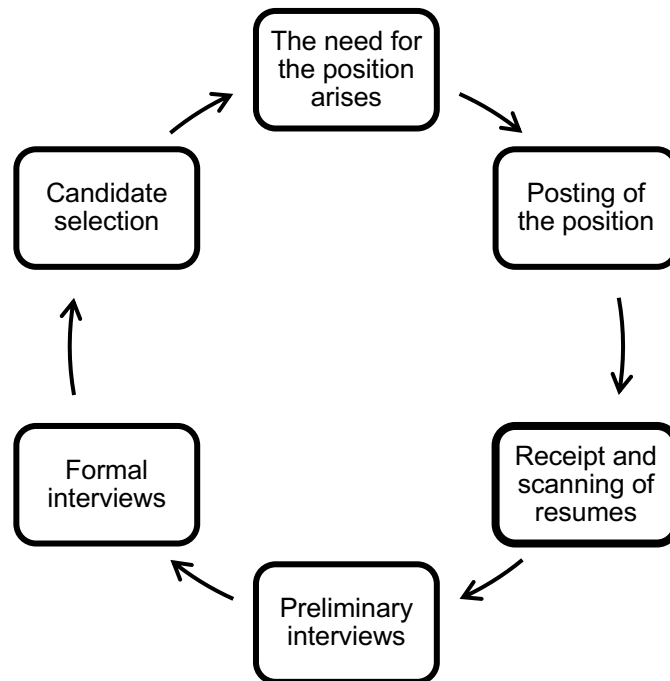 The need for
the position
arises
Posting of
the position
Receipt and
scanning of
resumes
Preliminary
interviews
Formal
interviews
Candidate
selection